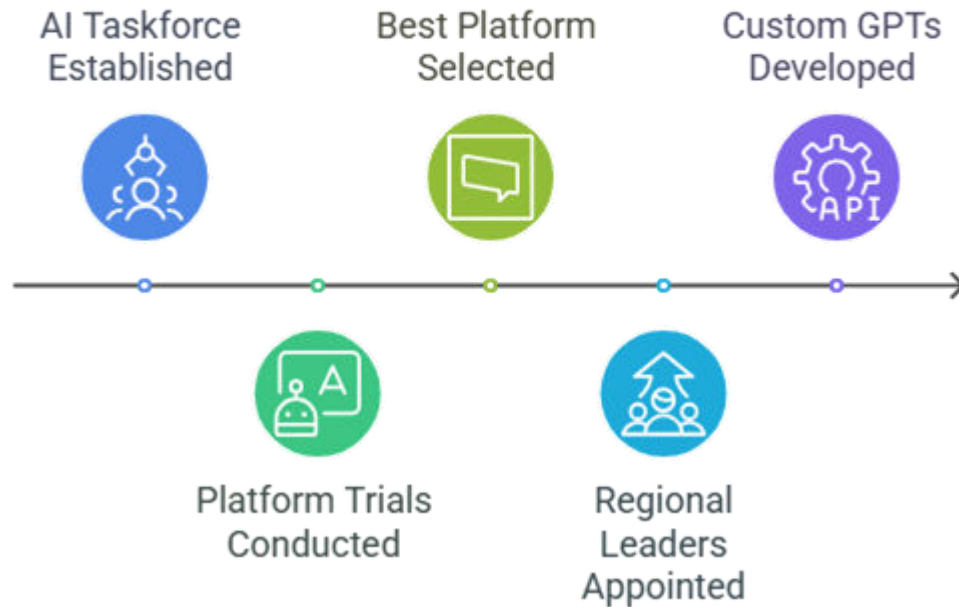 AI Taskforce
Established
Best Platform
Selected
Custom GPTs
Developed
A
API
Platform Trials
Conducted
Regional
Leaders
Appointed